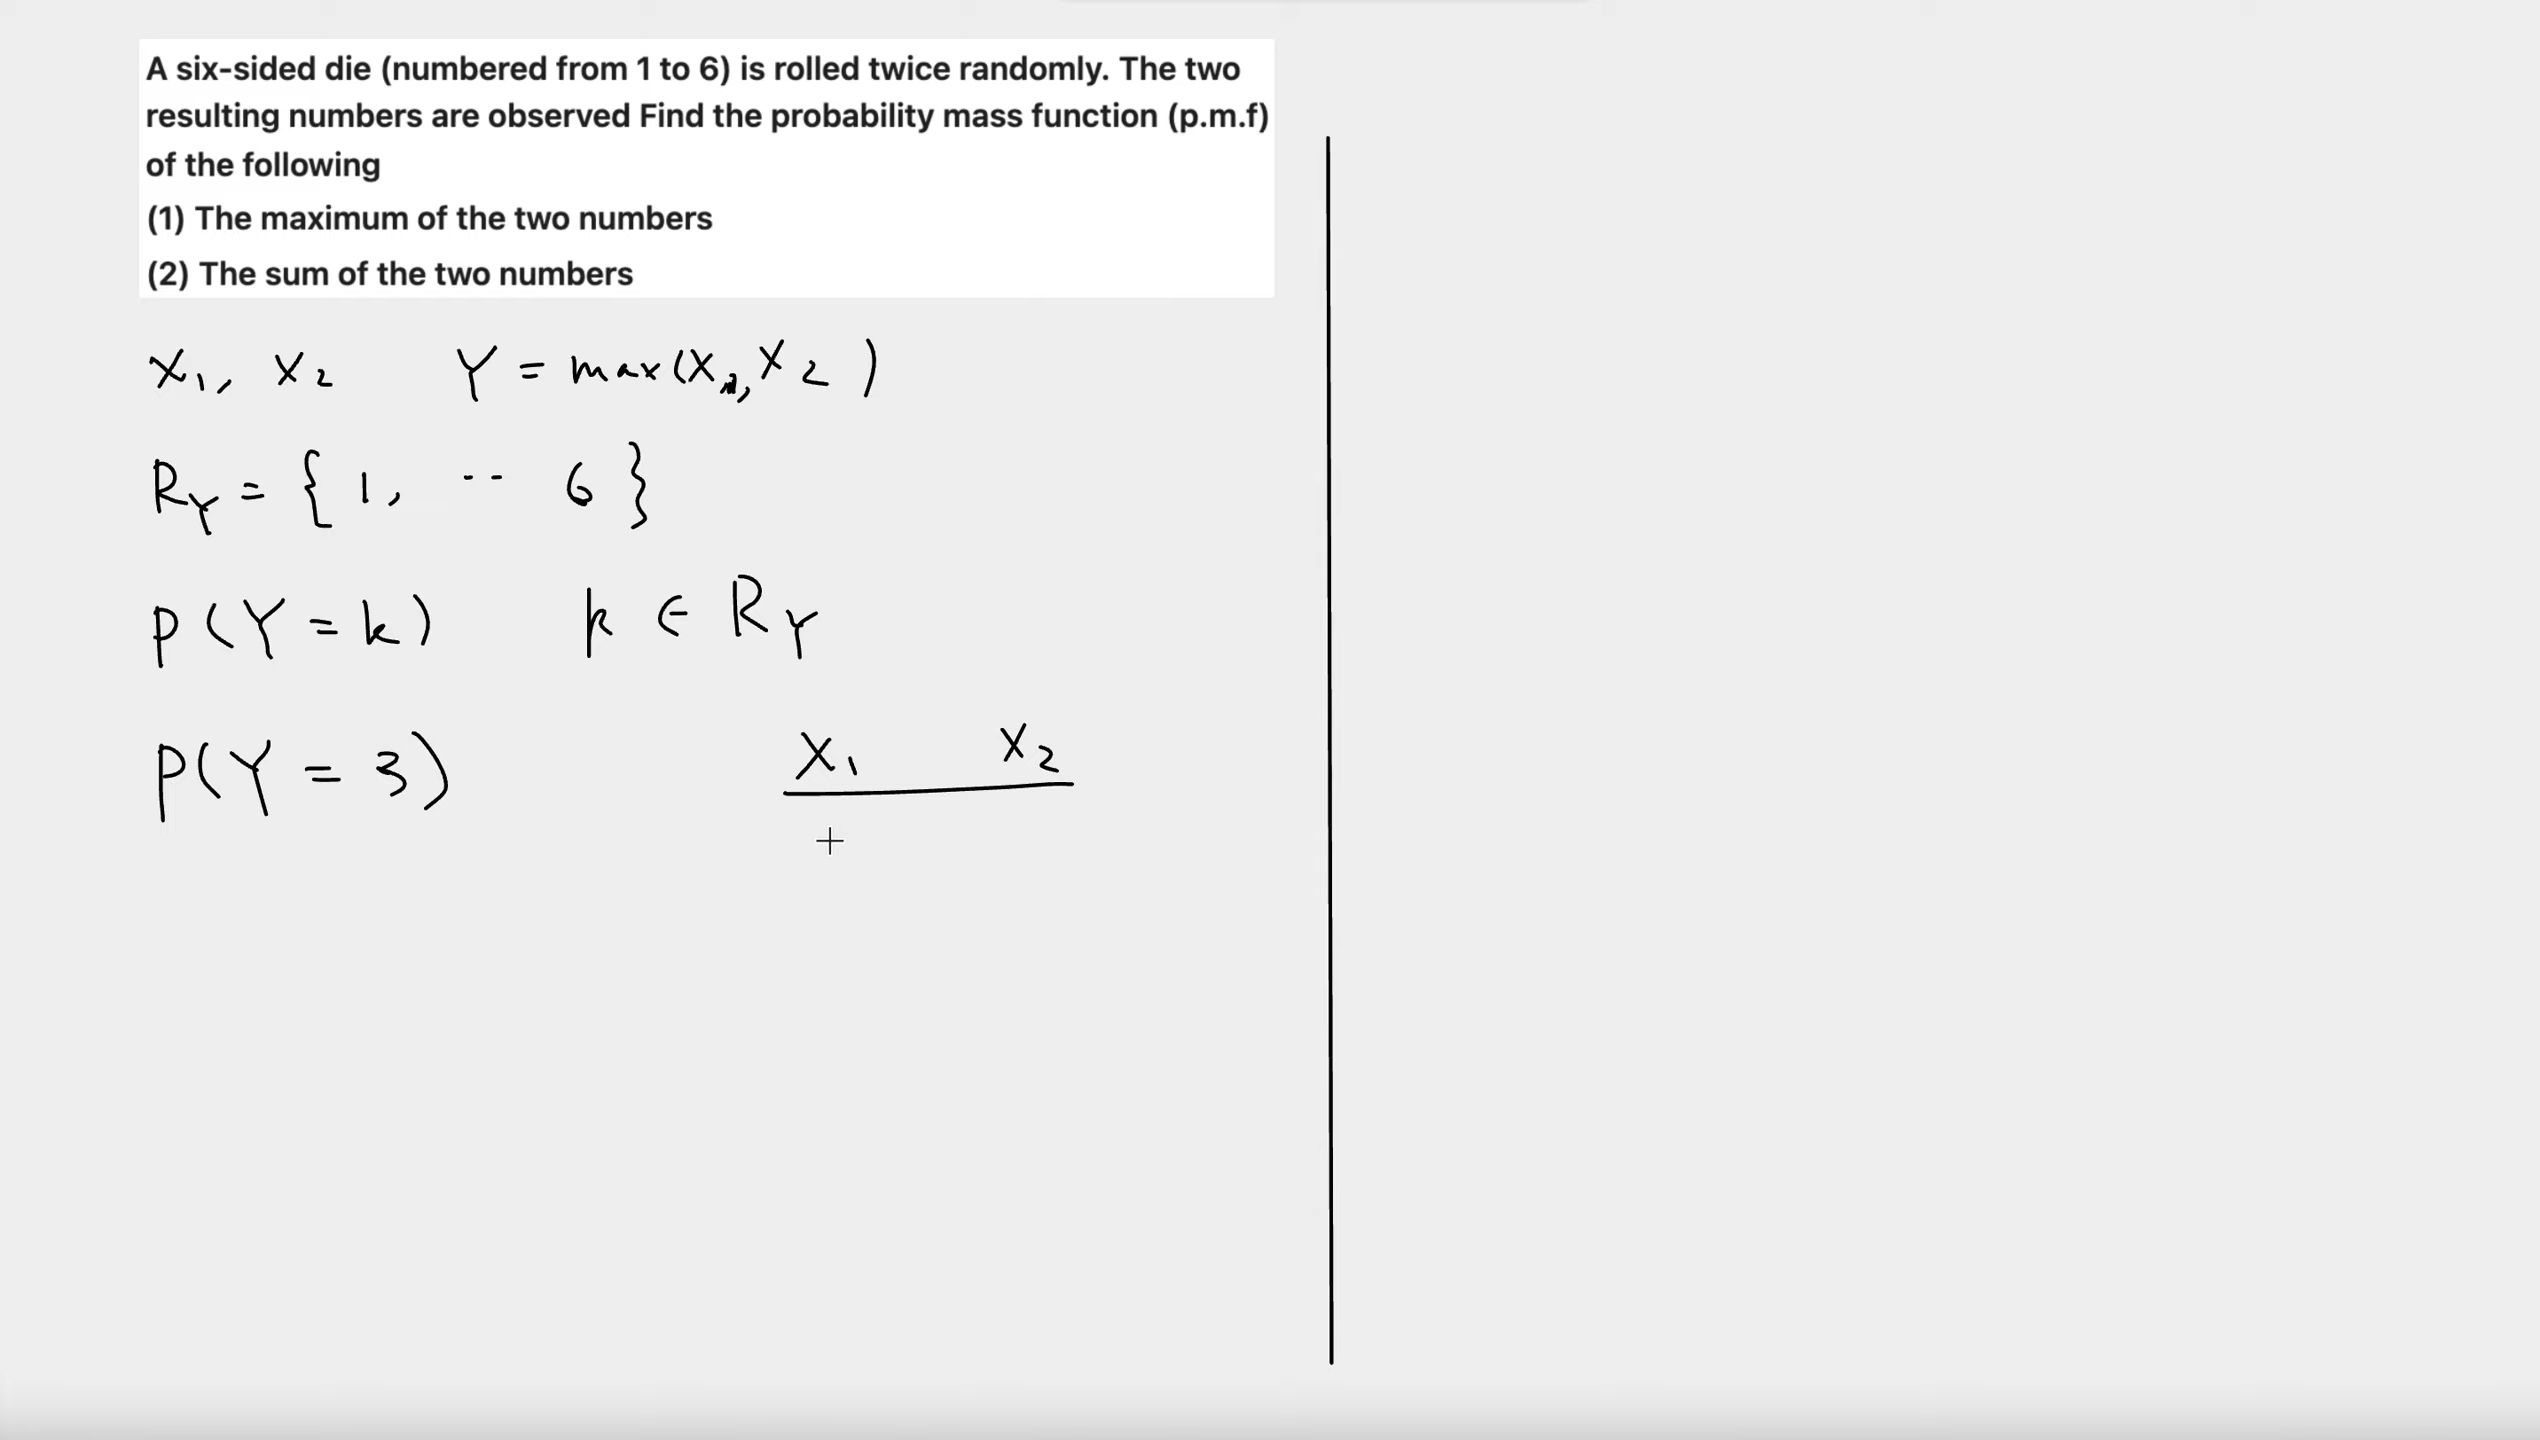 A six-sided die (numbered from 1 to 6) is rolled twice randomly. The two
resulting numbers are observed Find the probability mass function (p.m.f)
of the following
(1) The maximum of the two numbers
(2) The sum of the two numbers
X₁, X₂ Y = max(X₁, X₂)
R_Y = { 1, -- 6 }
P(Y = k) k ∈ R_Y
P(Y = 3) X₁ X₂